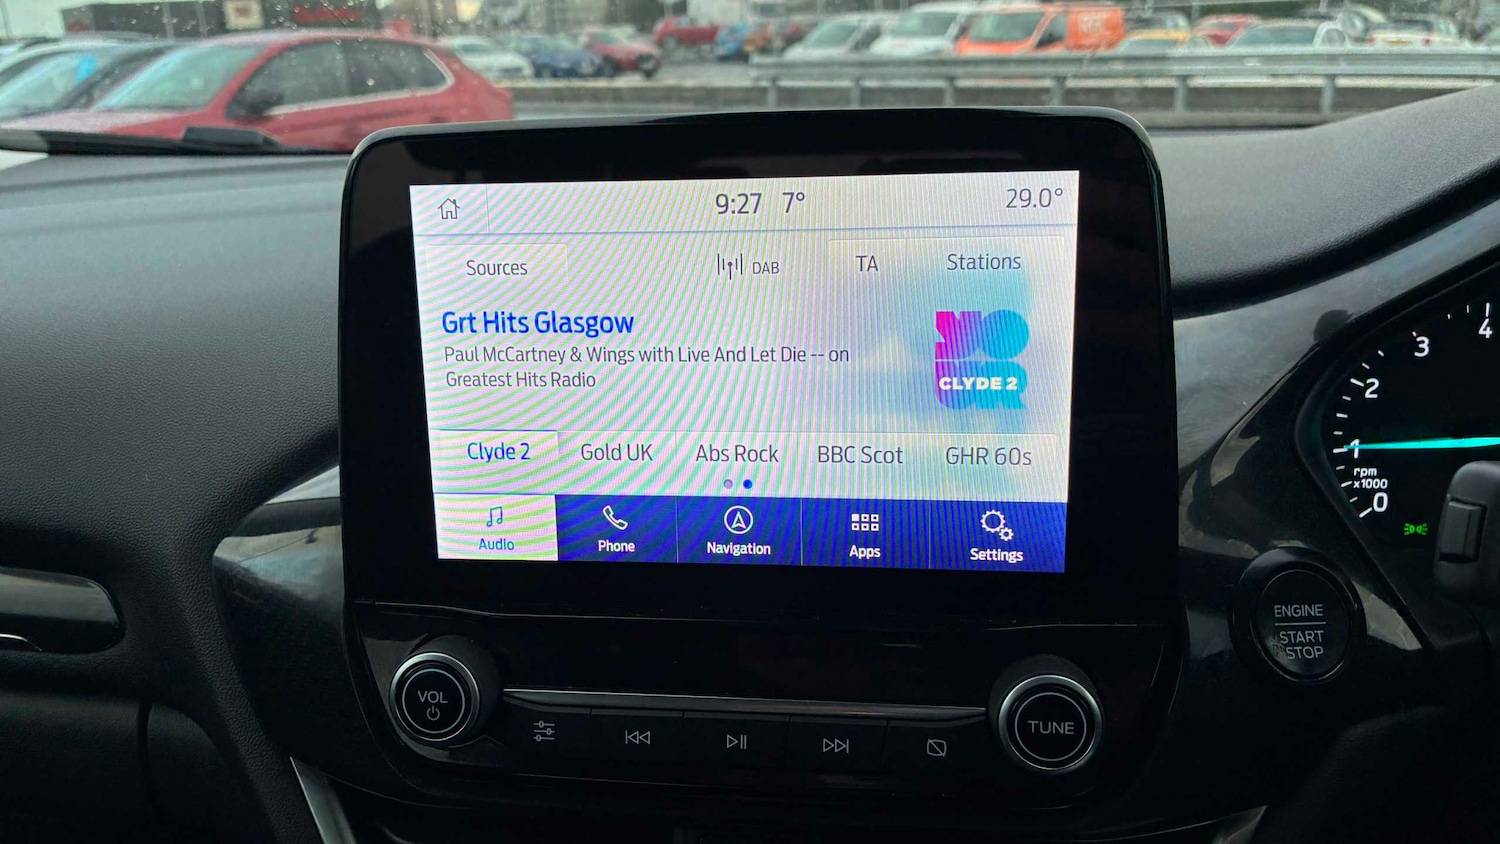 9:27 7° 29.0°
Sources DAB TA Stations
Grt Hits Glasgow
Paul McCartney & Wings with Live And Let Die -- on
Greatest Hits Radio
CLYDE 2
Clyde 2 Gold UK Abs Rock BBC Scot GHR 60s
Audio Phone Navigation Apps Settings
VOL
TUNE
ENGINE
START
STOP
4
3
2
1
rpm
x1000
0